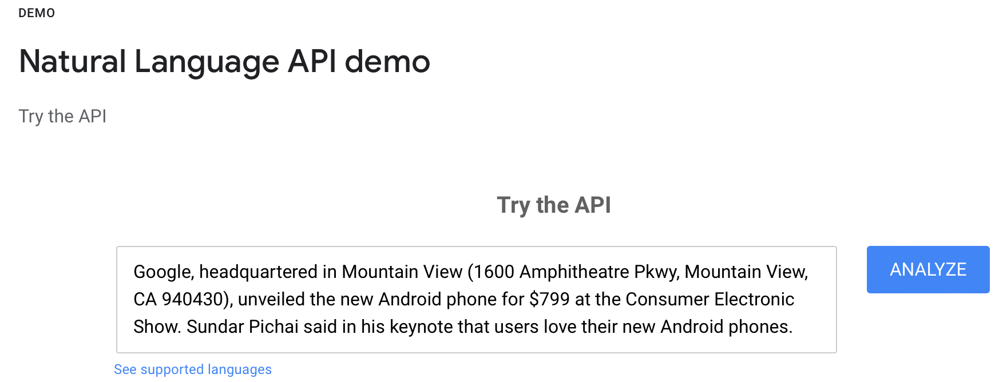 DEMO
Natural Language API demo
Try the API
Try the API
Google, headquartered in Mountain View (1600 Amphitheatre Pkwy, Mountain View,
CA 940430), unveiled the new Android phone for $799 at the Consumer Electronic
Show. Sundar Pichai said in his keynote that users love their new Android phones.
ANALYZE
See supported languages